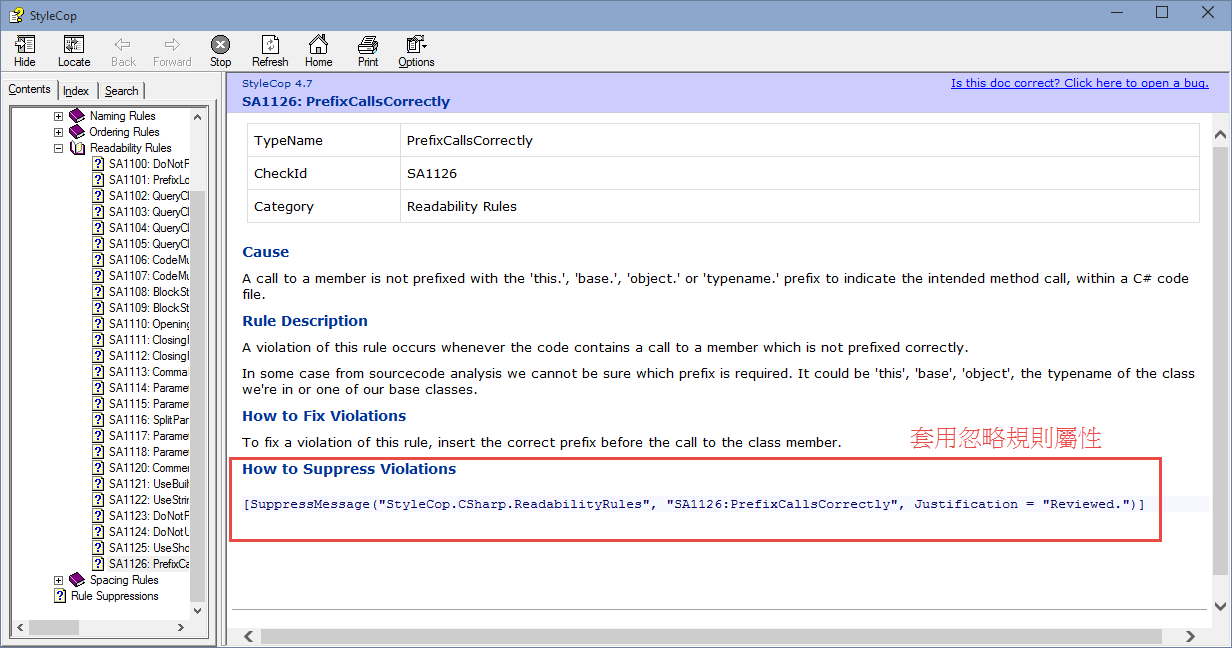 StyleCop
Hide Locate Back Forward Stop Refresh Home Print Options
Contents Index Search
Naming Rules
Ordering Rules
Readability Rules
SA1100: DoNotP
SA1101: PrefixLo
SA1102: QueryCl
SA1103: QueryCl
SA1104: QueryCl
SA1105: QueryCl
SA1106: CodeMu
SA1107: CodeMu
SA1108: BlockSt
SA1109: BlockSt
SA1110: Opening
SA1111: ClosingP
SA1112: ClosingP
SA1113: Comma
SA1114: Paramet
SA1115: Paramet
SA1116: SplitPar
SA1117: Paramet
SA1118: Paramet
SA1120: Commer
SA1121: UseBuil
SA1122: UseStrin
SA1123: DoNotP
SA1124: DoNotU
SA1125: UseSho
SA1126: PrefixCa
Spacing Rules
Rule Suppressions
StyleCop 4.7
Is this doc correct? Click here to open a bug.
SA1126: PrefixCallsCorrectly
TypeName PrefixCallsCorrectly
CheckId SA1126
Category Readability Rules
Cause
A call to a member is not prefixed with the 'this.', 'base.', 'object.' or 'typename.' prefix to indicate the intended method call, within a C# code
file.
Rule Description
A violation of this rule occurs whenever the code contains a call to a member which is not prefixed correctly.
In some case from sourcecode analysis we cannot be sure which prefix is required. It could be 'this', 'base', 'object', the typename of the class
we're in or one of our base classes.
How to Fix Violations
To fix a violation of this rule, insert the correct prefix before the call to the class member.
套用忽略規則屬性
How to Suppress Violations
[SuppressMessage("StyleCop.CSharp.ReadabilityRules", "SA1126:PrefixCallsCorrectly", Justification = "Reviewed.")]